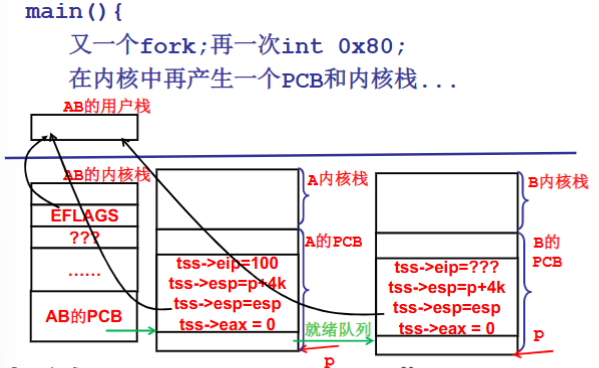 main(){
又一个fork;再一次int 0x80;
在内核中再产生一个PCB和内核栈...
AB的用户栈
AB的内核栈
EFLAGS
???
......
AB的PCB
A内核栈
A的PCB
tss->eip=100
tss->esp=p+4k
tss->esp=esp
tss->eax = 0
p
就绪队列
B内核栈
B的
PCB
tss->eip=???
tss->esp=p+4k
tss->esp=esp
tss->eax = 0
p